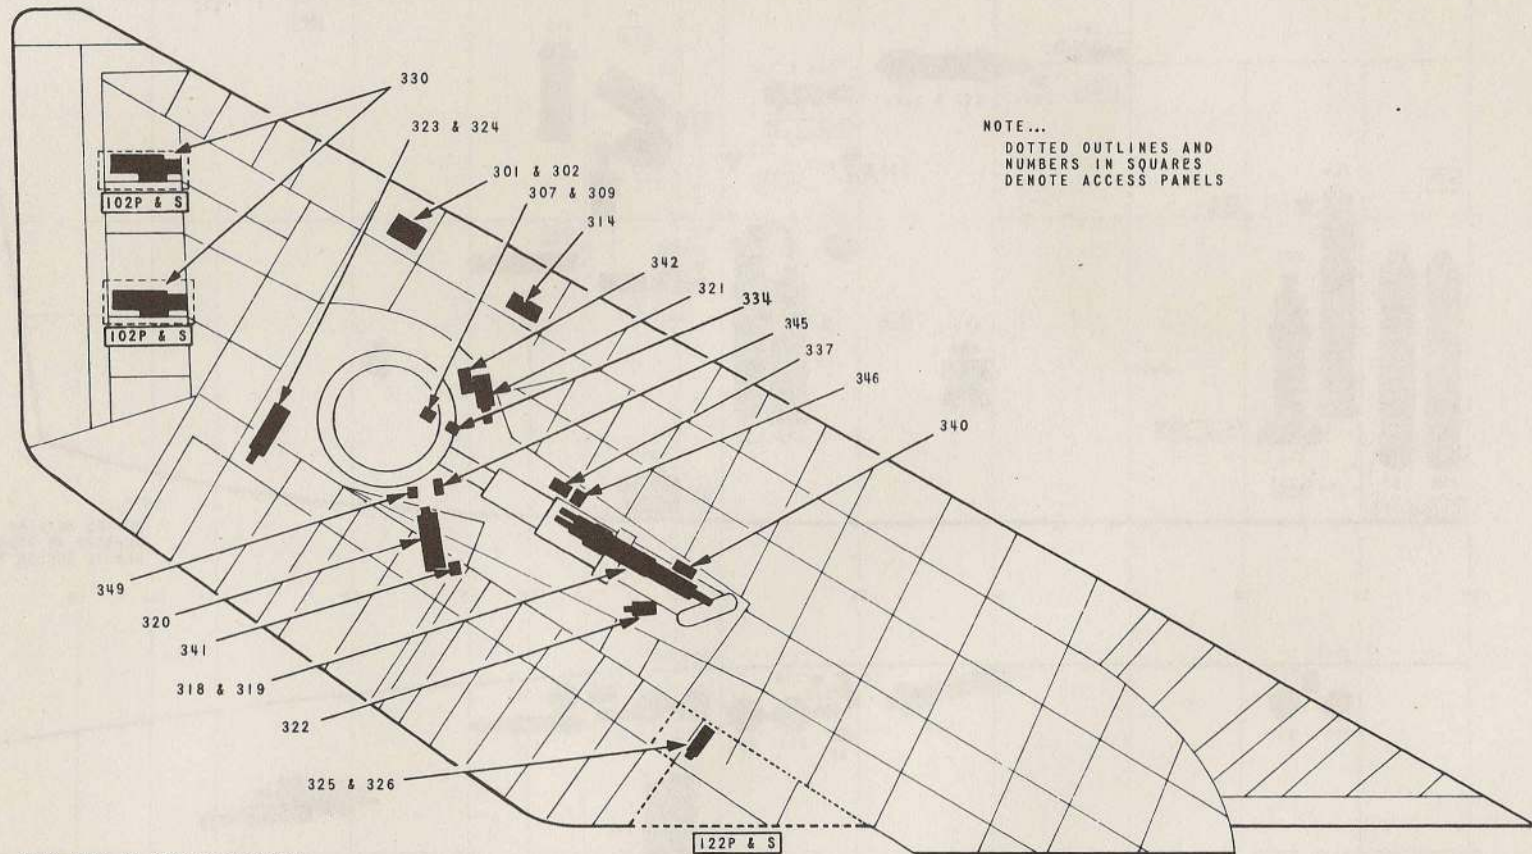 330
323 & 324
301 & 302
307 & 309
314
342
321
334
345
337
346
340
NOTE...
DOTTED OUTLINES AND
NUMBERS IN SQUARES
DENOTE ACCESS PANELS
102P & S
102P & S
349
320
341
318 & 319
322
325 & 326
122P & S